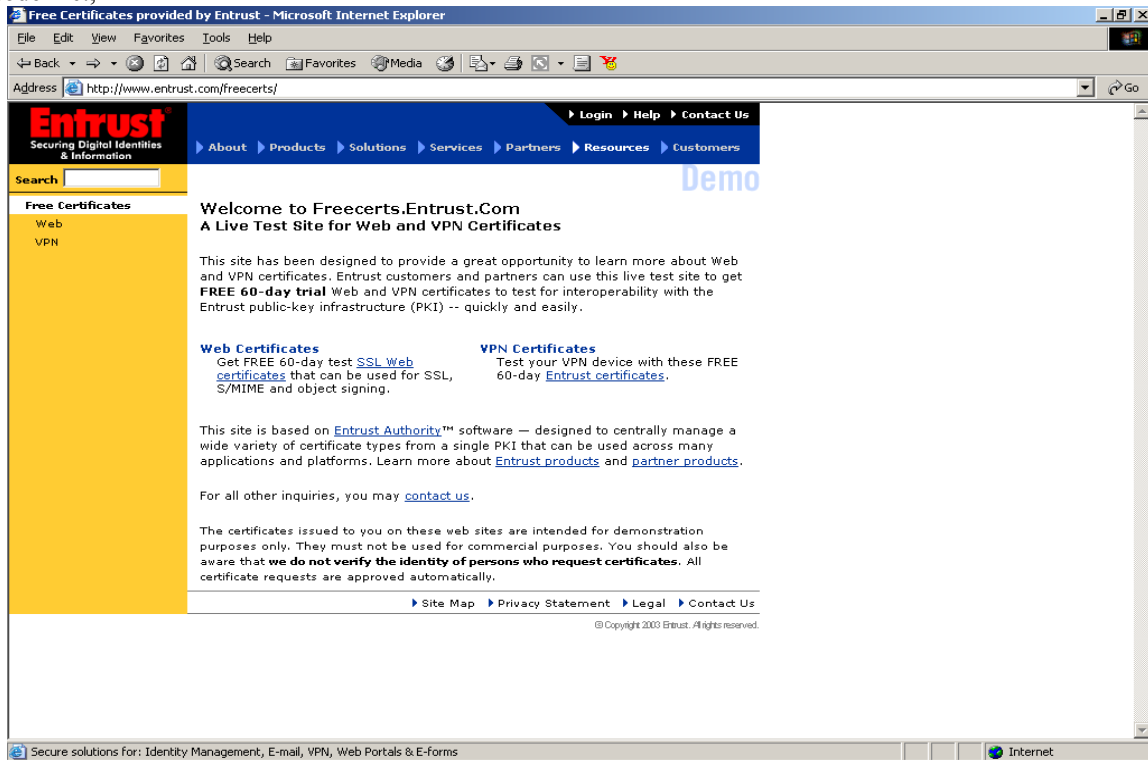 Free Certificates provided by Entrust - Microsoft Internet Explorer
File Edit View Favorites Tools Help
Back Search Favorites Media
Address http://www.entrust.com/freecerts/ Go
Entrust®
Securing Digital Identities
& Information
Login Help Contact Us
About Products Solutions Services Partners Resources Customers
Search
Demo
Free Certificates
Web
VPN
Welcome to Freecerts.Entrust.Com
A Live Test Site for Web and VPN Certificates
This site has been designed to provide a great opportunity to learn more about Web
and VPN certificates. Entrust customers and partners can use this live test site to get
FREE 60-day trial Web and VPN certificates to test for interoperability with the
Entrust public-key infrastructure (PKI) -- quickly and easily.
Web Certificates
Get FREE 60-day test SSL Web
certificates that can be used for SSL,
S/MIME and object signing.
VPN Certificates
Test your VPN device with these FREE
60-day Entrust certificates.
This site is based on Entrust Authority™ software — designed to centrally manage a
wide variety of certificate types from a single PKI that can be used across many
applications and platforms. Learn more about Entrust products and partner products.
For all other inquiries, you may contact us.
The certificates issued to you on these web sites are intended for demonstration
purposes only. They must not be used for commercial purposes. You should also be
aware that we do not verify the identity of persons who request certificates. All
certificate requests are approved automatically.
Site Map Privacy Statement Legal Contact Us
© Copyright 2003 Entrust. All rights reserved.
Secure solutions for: Identity Management, E-mail, VPN, Web Portals & E-forms
Internet